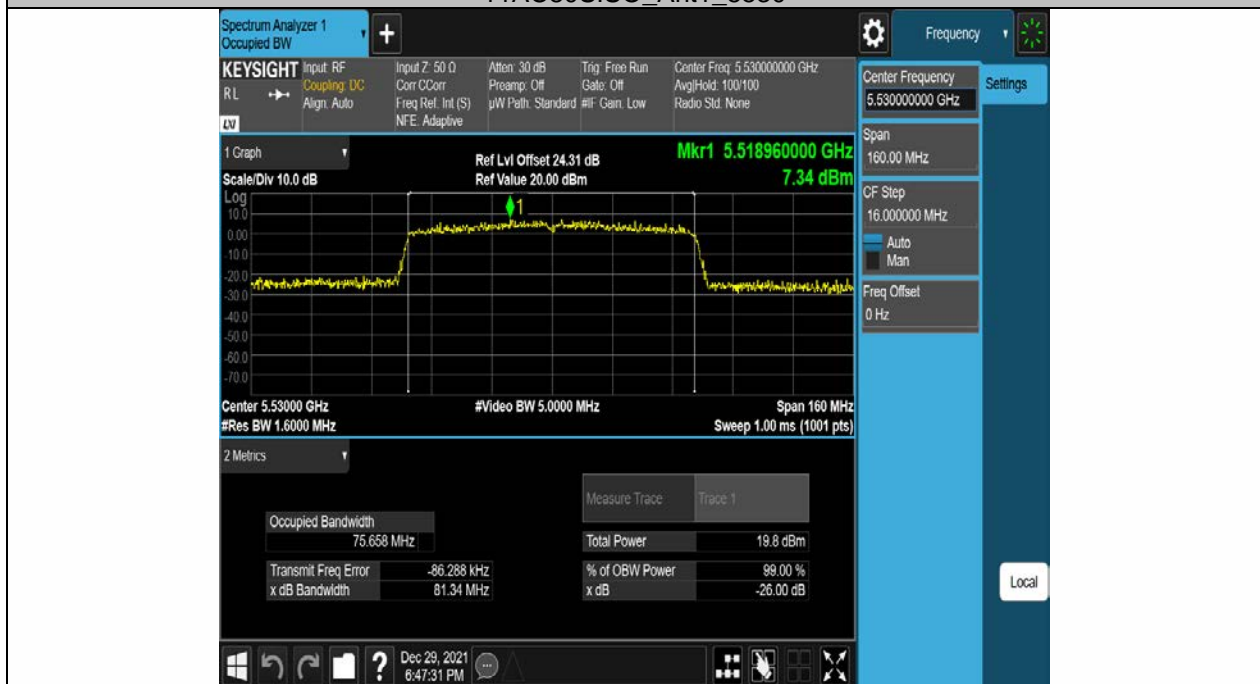 Spectrum Analyzer 1
Occupied BW
+
Frequency
KEYSIGHT
RL
LXI
Input: RF
Coupling: DC
Align: Auto
Input Z: 50 Ω
Corr CCorr
Freq Ref: Int (S)
NFE: Adaptive
Atten: 30 dB
Preamp: Off
µW Path: Standard
Trig: Free Run
Gate: Off
#IF Gain: Low
Center Freq: 5.530000000 GHz
Avg|Hold: 100/100
Radio Std: None
Center Frequency
5.530000000 GHz
Settings
Span
160.00 MHz
CF Step
16.000000 MHz
Auto
Man
Freq Offset
0 Hz
Local
1 Graph
Scale/Div 10.0 dB
Ref Lvl Offset 24.31 dB
Ref Value 20.00 dBm
Mkr1 5.518960000 GHz
7.34 dBm
Log
10.0
0.00
-10.0
-20.0
-30.0
-40.0
-50.0
-60.0
-70.0
1
Center 5.53000 GHz
#Res BW 1.6000 MHz
#Video BW 5.0000 MHz
Span 160 MHz
Sweep 1.00 ms (1001 pts)
2 Metrics
Measure Trace Trace 1
Occupied Bandwidth
75.658 MHz
Total Power 19.8 dBm
Transmit Freq Error -86.288 kHz
% of OBW Power 99.00 %
x dB Bandwidth 81.34 MHz
x dB -26.00 dB
?
Dec 29, 2021
6:47:31 PM